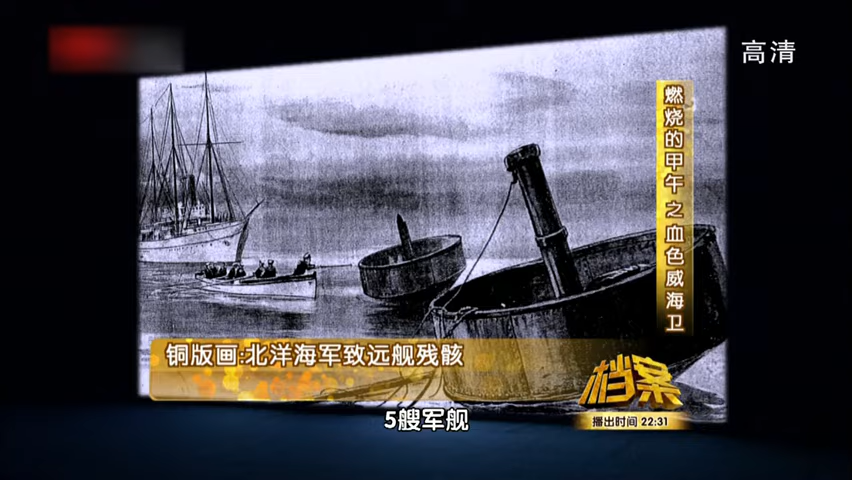 高清
燃烧的甲午 之血色威海卫
铜版画:北洋海军致远舰残骸
档案
播出时间 22:31
5艘军舰